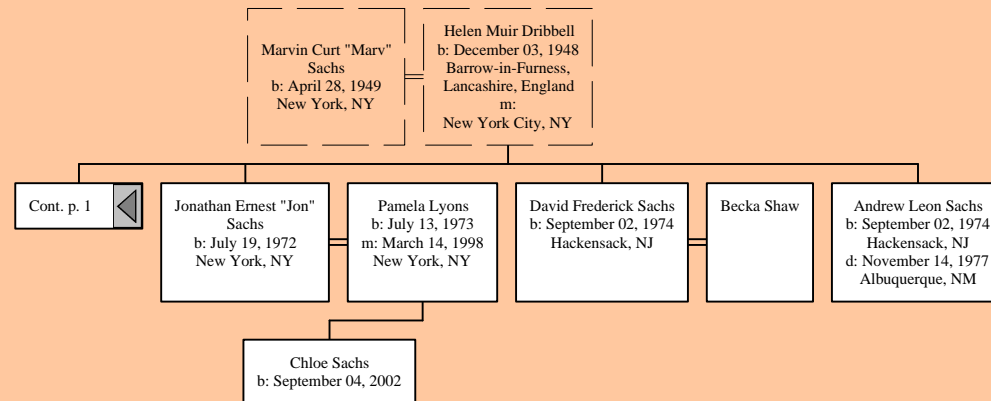 Marvin Curt "Marv"
Sachs
b: April 28, 1949
New York, NY
Helen Muir Dribbell
b: December 03, 1948
Barrow-in-Furness,
Lancashire, England
m:
New York City, NY
Cont. p. 1
Jonathan Ernest "Jon"
Sachs
b: July 19, 1972
New York, NY
Pamela Lyons
b: July 13, 1973
m: March 14, 1998
New York, NY
David Frederick Sachs
b: September 02, 1974
Hackensack, NJ
Becka Shaw
Andrew Leon Sachs
b: September 02, 1974
Hackensack, NJ
d: November 14, 1977
Albuquerque, NM
Chloe Sachs
b: September 04, 2002